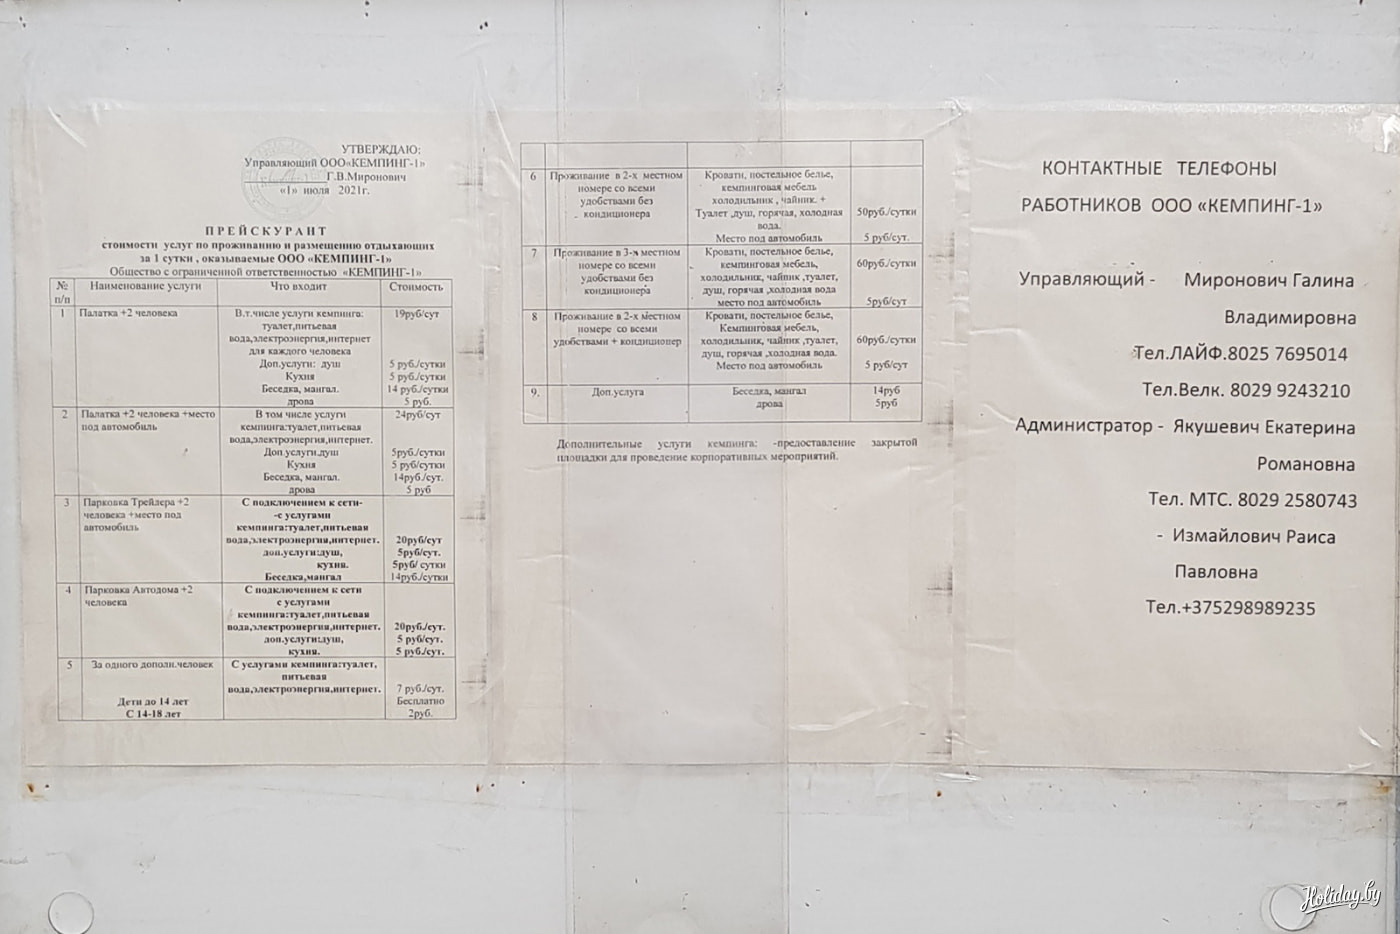 УТВЕРЖДАЮ:
Управляющий ООО«КЕМПИНГ-1»
Г.В.Миронович
«1» июля 2021г.
ПРЕЙСКУРАНТ
стоимости услуг по проживанию и размещению отдыхающих
за 1 сутки , оказываемые ООО «КЕМПИНГ-1»
Общество с ограниченной ответственностью «КЕМПИНГ-1»
№ п/п Наименование услуги Что входит Стоимость
1 Палатка +2 человека В.т.числе услуги кемпинга: 19руб/сут
туалет,питьевая
вода,электроэнергия,интернет
для каждого человека
Доп.услуги: душ 5 руб./сутки
Кухня 5 руб./сутки
Беседка, мангал. 14 руб./сутки
дрова 5 руб.
2 Палатка +2 человека +место В том числе услуги 24руб/сут
под автомобиль кемпинга:туалет,питьевая
вода,электроэнергия,интернет.
Доп.услуги.душ 5руб./сутки
Кухня 5 руб/сутки
Беседка, мангал. 14руб./сут.
дрова 5 руб
3 Парковка Трейлера +2 С подключением к сети-
человека +место под -с услугами
автомобиль кемпинга:туалет,питьевая
вода,электроэнергия,интернет. 20руб/сут
доп.услуги:душ, 5руб/сут.
кухня. 5руб/ сутки
Беседка,мангал 14руб./сутки
4 Парковка Автодома +2 С подключением к сети
человека с услугами
кемпинга:туалет,питьевая
вода,электроэнергия,интернет. 20руб./сут.
доп.услуги:душ, 5 руб/сут.
кухня. 5 руб./сут.
5 За одного дополн.человек С услугами кемпинга:туалет,
питьевая
вода,электроэнергия,интернет. 7 руб./сут.
Дети до 14 лет Бесплатно
С 14-18 лет 2руб.
6 Проживание в 2-х местном Кровати, постельное белье,
номере со всеми кемпинговая мебель
удобствами без холодильник , чайник. +
кондиционера Туалет ,душ, горячая, холодная 50руб./сутки
вода.
Место под автомобиль 5 руб/сут.
7 Проживание в 3-х местном Кровати, постельное белье,
номере со всеми кемпинговая мебель, 60руб./сутки
удобствами без холодильник, чайник ,туалет,
кондиционера душ, горячая ,холодная вода
место под автомобиль 5руб/сут
8 Проживание в 2-х местном Кровати, постельное белье,
номере со всеми Кемпинговая мебель,
удобствами + кондиционер холодильник, чайник ,туалет, 60руб./сутки
душ, горячая ,холодная вода.
Место под автомобиль 5 руб/сут
9. Доп.услуга Беседка, мангал 14руб
дрова 5руб
Дополнительные услуги кемпинга: -предоставление закрытой
площадки для проведение корпоративных мероприятий.
КОНТАКТНЫЕ ТЕЛЕФОНЫ
РАБОТНИКОВ ООО «КЕМПИНГ-1»
Управляющий - Миронович Галина
Владимировна
Тел.ЛАЙФ.8025 7695014
Тел.Велк. 8029 9243210
Администратор - Якушевич Екатерина
Романовна
Тел. МТС. 8029 2580743
- Измайлович Раиса
Павловна
Тел.+375298989235
Holiday.by